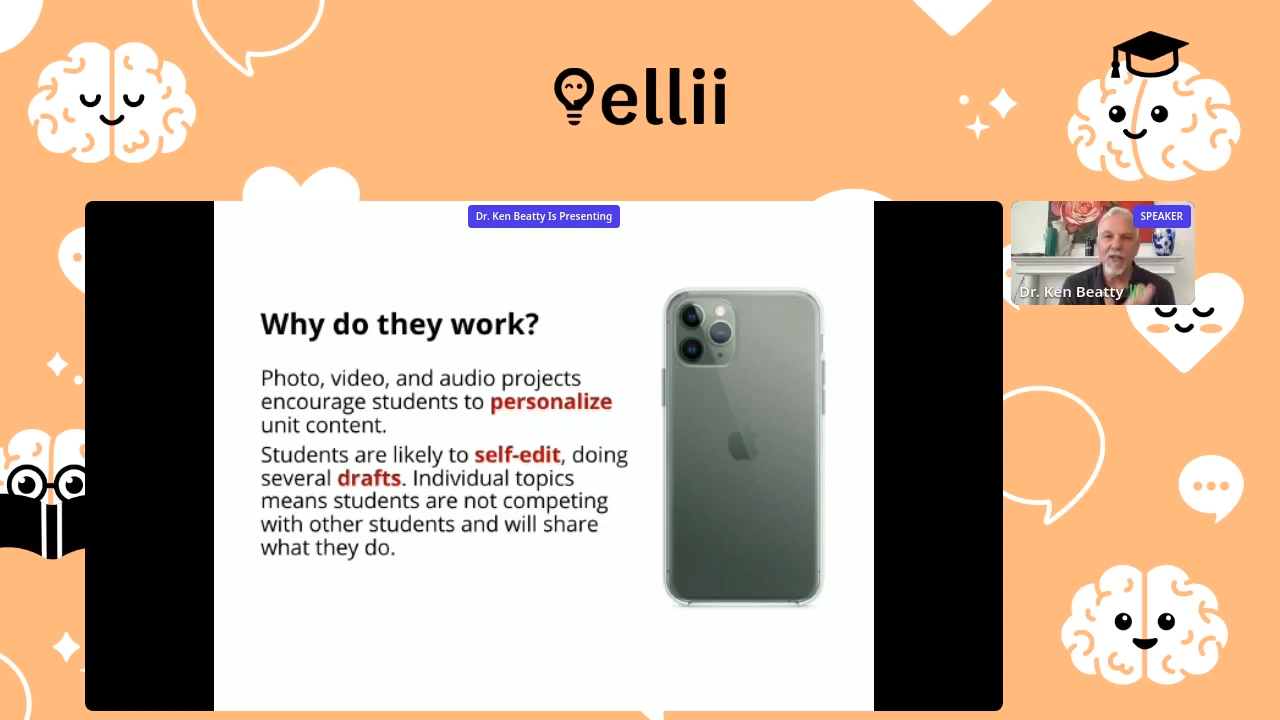 ellii
Dr. Ken Beatty Is Presenting
SPEAKER
Dr. Ken Beatty
Why do they work?
Photo, video, and audio projects
encourage students to personalize
unit content.
Students are likely to self-edit, doing
several drafts. Individual topics
means students are not competing
with other students and will share
what they do.